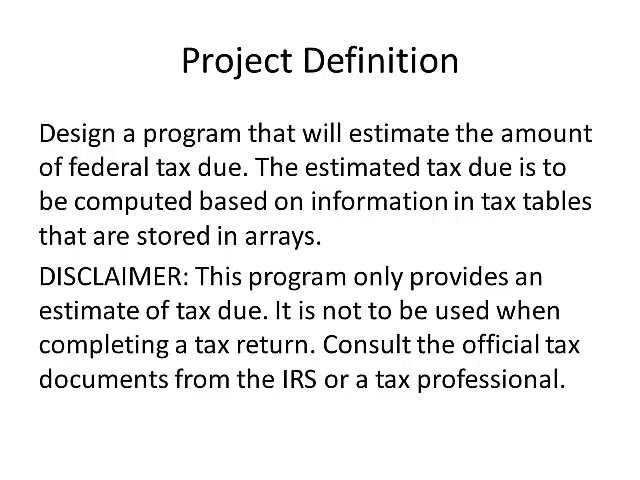 Project Definition
Design a program that will estimate the amount
of federal tax due. The estimated tax due is to
be computed based on information in tax tables
that are stored in arrays.
DISCLAIMER: This program only provides an
estimate of tax due. It is not to be used when
completing a tax return. Consult the official tax
documents from the IRS or a tax professional.